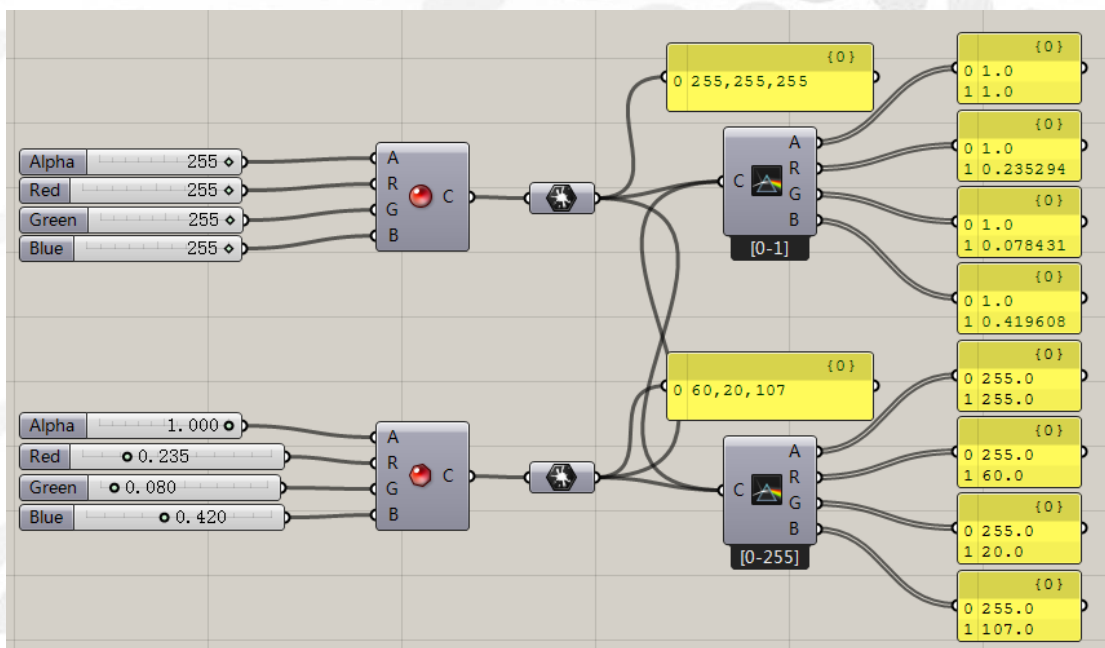 Alpha 255
Red 255
Green 255
Blue 255
A
R
G
B
C
{0}
0 255,255,255
C
A
R
G
B
[0-1]
{0}
0 1.0
1 1.0
{0}
0 1.0
1 0.235294
{0}
0 1.0
1 0.078431
{0}
0 1.0
1 0.419608
Alpha 1.000
Red 0.235
Green 0.080
Blue 0.420
A
R
G
B
C
{0}
0 60,20,107
C
A
R
G
B
[0-255]
{0}
0 255.0
1 255.0
{0}
0 255.0
1 60.0
{0}
0 255.0
1 20.0
{0}
0 255.0
1 107.0